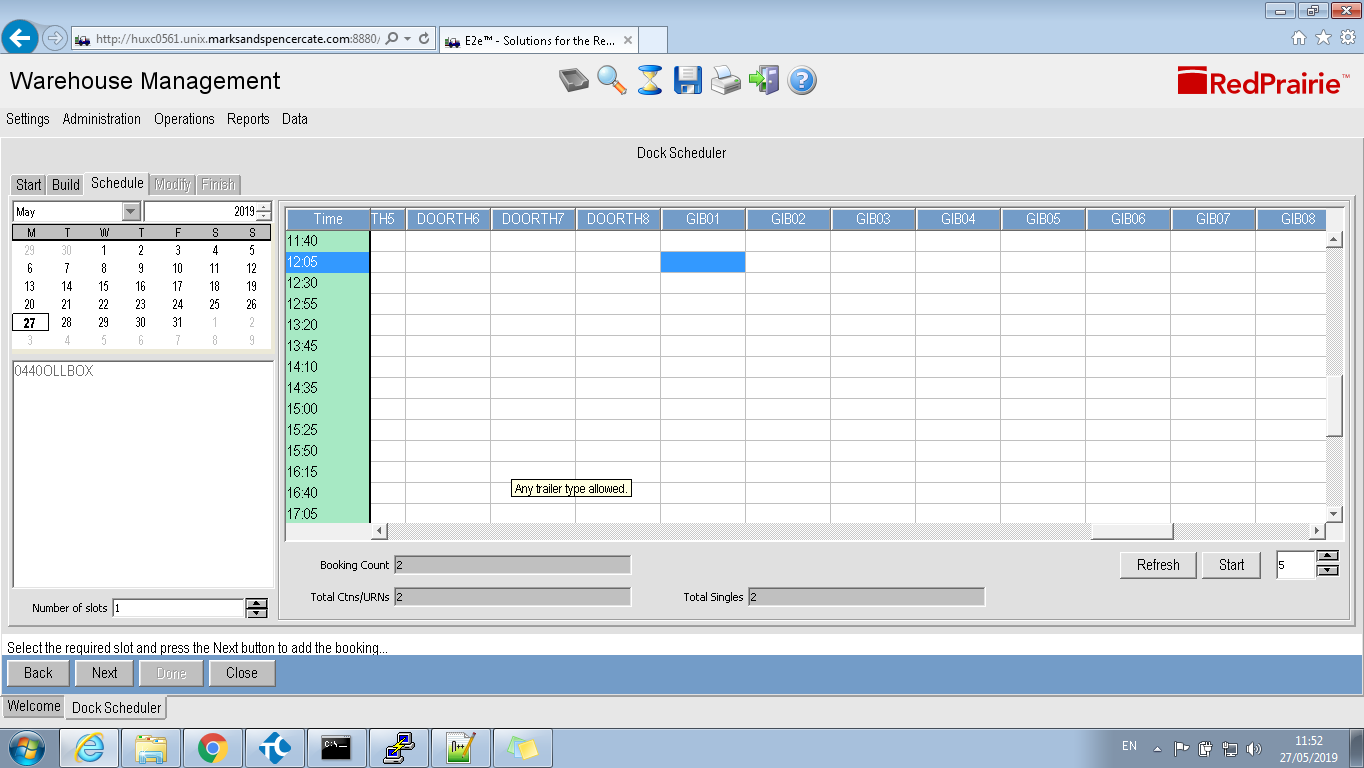 http://huxc0561.unix.marksandspencercate.com:8880/
E2e™ - Solutions for the Re...
Warehouse Management
RedPrairie™
Settings Administration Operations Reports Data
Dock Scheduler
Start Build Schedule Modify Finish
May 2019
M T W T F S S
29 30 1 2 3 4 5
6 7 8 9 10 11 12
13 14 15 16 17 18 19
20 21 22 23 24 25 26
27 28 29 30 31 1 2
3 4 5 6 7 8 9
0440OLLBOX
Number of slots 1
Time TH5 DOORTH6 DOORTH7 DOORTH8 GIB01 GIB02 GIB03 GIB04 GIB05 GIB06 GIB07 GIB08
11:40
12:05
12:30
12:55
13:20
13:45
14:10
14:35
15:00
15:25
15:50
16:15
16:40
17:05
Any trailer type allowed.
Booking Count 2
Refresh Start 5
Total Ctns/URNs 2 Total Singles 2
Select the required slot and press the Next button to add the booking...
Back Next Done Close
Welcome Dock Scheduler
C:\
EN
11:52
27/05/2019